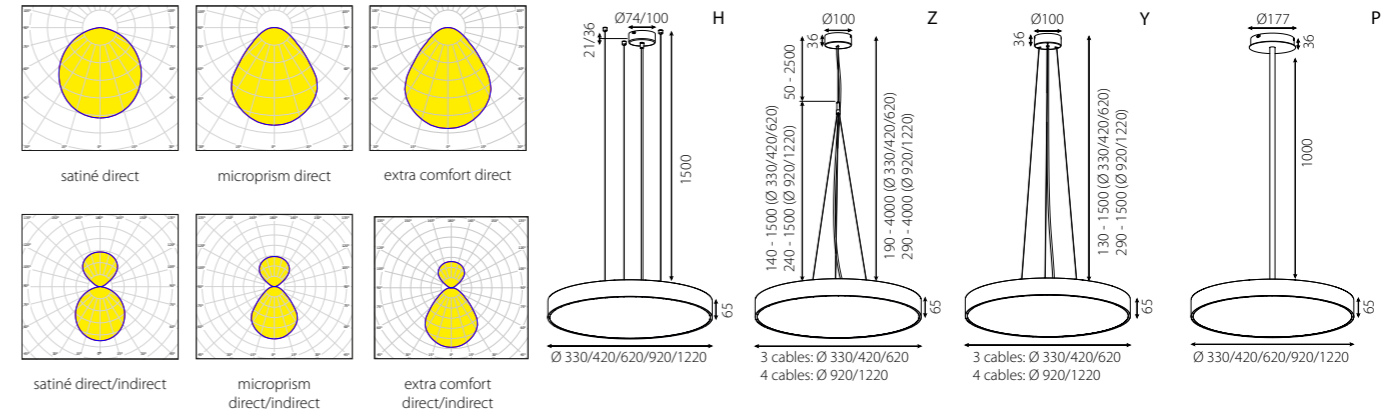 satiné direct
microprism direct
extra comfort direct
satiné direct/indirect
microprism
direct/indirect
extra comfort
direct/indirect
H
Ø74/100
21/36
1500
65
Ø 330/420/620/920/1220
Z
Ø100
36
50 - 2500
140 - 1500 (Ø 330/420/620)
240 - 1500 (Ø 920/1220)
190 - 4000 (Ø 330/420/620)
290 - 4000 (Ø 920/1220)
65
3 cables: Ø 330/420/620
4 cables: Ø 920/1220
Y
Ø100
36
130 - 1500 (Ø 330/420/620)
290 - 1500 (Ø 920/1220)
65
3 cables: Ø 330/420/620
4 cables: Ø 920/1220
P
Ø177
36
1000
65
Ø 330/420/620/920/1220